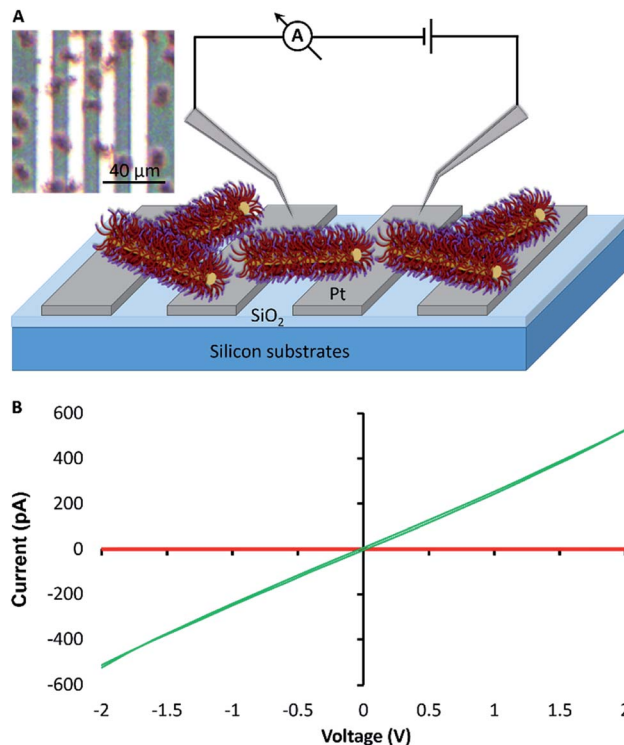 A
A
40 μm
Pt
SiO₂
Silicon substrates
B
600
400
200
0
-200
-400
-600
Current (pA)
-2
-1.5
-1
-0.5
0
0.5
1
1.5
2
Voltage (V)